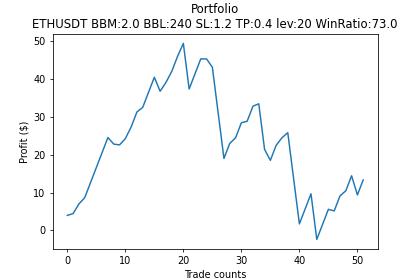 Portfolio
ETHUSDT BBM:2.0 BBL:240 SL:1.2 TP:0.4 lev:20 WinRatio:73.0
50
40
30
20
10
0
Profit ($)
0 10 20 30 40 50
Trade counts